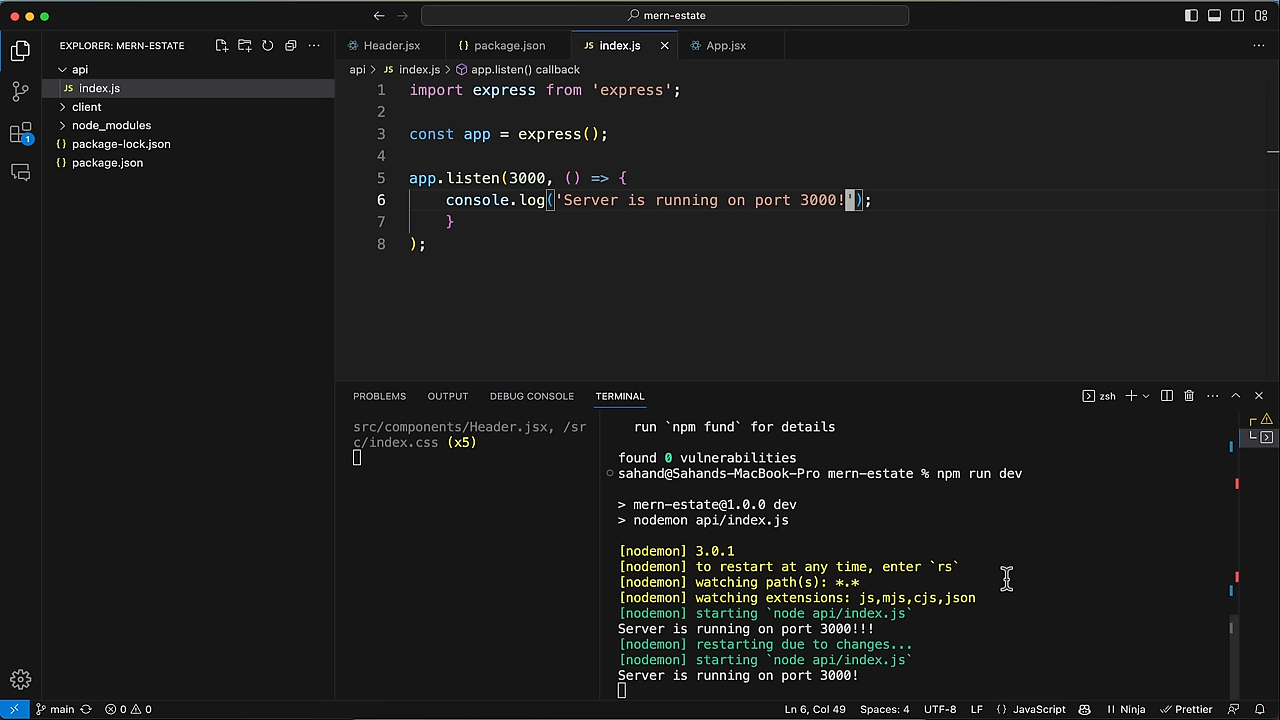 mern-estate
EXPLORER: MERN-ESTATE
api
JS index.js
client
node_modules
{} package-lock.json
{} package.json
1
Header.jsx
{} package.json
JS index.js
App.jsx
api > JS index.js > app.listen() callback
1 import express from 'express';
2
3 const app = express();
4
5 app.listen(3000, () => {
6 console.log('Server is running on port 3000!');
7 }
8 );
PROBLEMS OUTPUT DEBUG CONSOLE TERMINAL
zsh
src/components/Header.jsx, /sr
c/index.css (x5)
run `npm fund` for details
found 0 vulnerabilities
sahand@Sahands-MacBook-Pro mern-estate % npm run dev
> mern-estate@1.0.0 dev
> nodemon api/index.js
[nodemon] 3.0.1
[nodemon] to restart at any time, enter `rs`
[nodemon] watching path(s): *.*
[nodemon] watching extensions: js,mjs,cjs,json
[nodemon] starting `node api/index.js`
Server is running on port 3000!!!
[nodemon] restarting due to changes...
[nodemon] starting `node api/index.js`
Server is running on port 3000!
main 0 0 Ln 6, Col 49 Spaces: 4 UTF-8 LF {} JavaScript Ninja Prettier